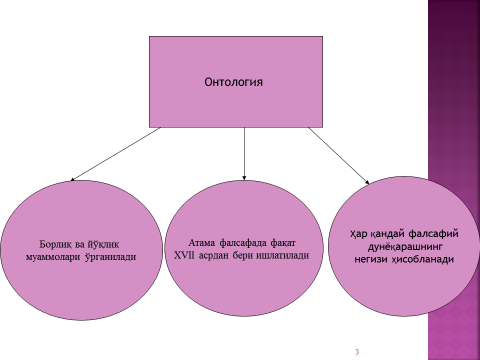 Онтология
Борлиқ ва йўқлик
муаммолари ўрганилади
Атама фалсафада фақат
XVII асрдан бери ишлатилади
Ҳар қандай фалсафий
дунёқарашнинг
негизи ҳисобланади
3